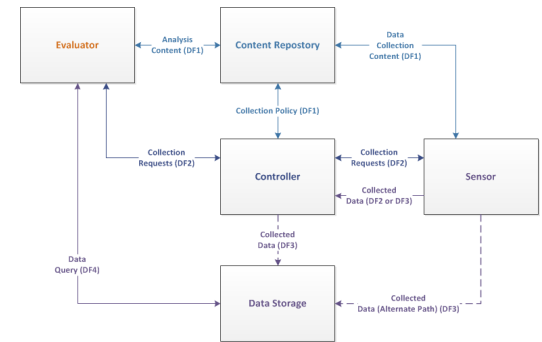 Evaluator
Analysis
Content (DF1)
Content Repostory
Data
Collection
Content (DF1)
Collection Policy (DF1)
Collection
Requests (DF2)
Controller
Collection
Requests (DF2)
Collected
Data (DF2 or DF3)
Sensor
Collected
Data (DF3)
Data
Query (DF4)
Data Storage
Collected
Data (Alternate Path) (DF3)